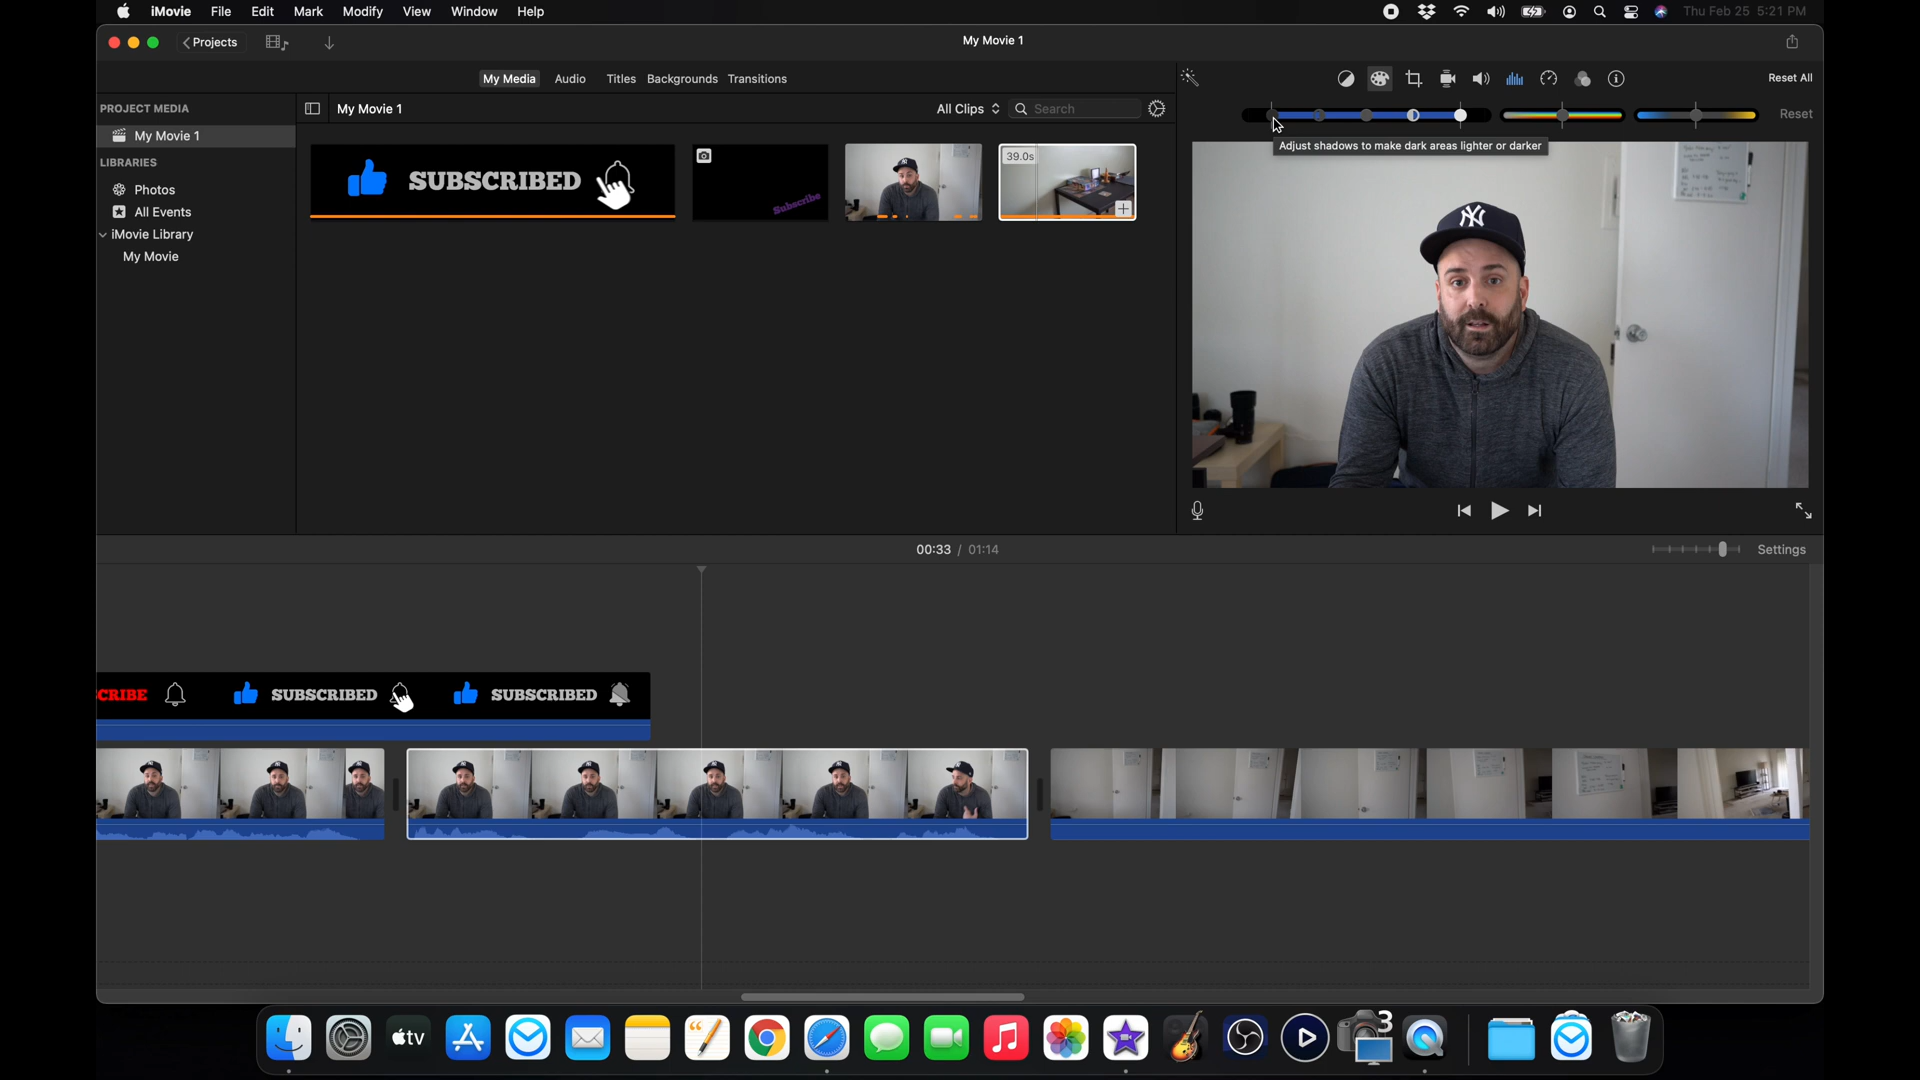 iMovie File Edit Mark Modify View Window Help
Thu Feb 25 5:21 PM
Projects
My Movie 1
My Media Audio Titles Backgrounds Transitions
Reset All
PROJECT MEDIA
My Movie 1
All Clips
Search
Reset
My Movie 1
Adjust shadows to make dark areas lighter or darker
LIBRARIES
Photos
All Events
iMovie Library
My Movie
SUBSCRIBED
Subscribe
39.0s
NY
00:33 / 01:14
Settings
CRIBE
SUBSCRIBED
SUBSCRIBED
tv
3